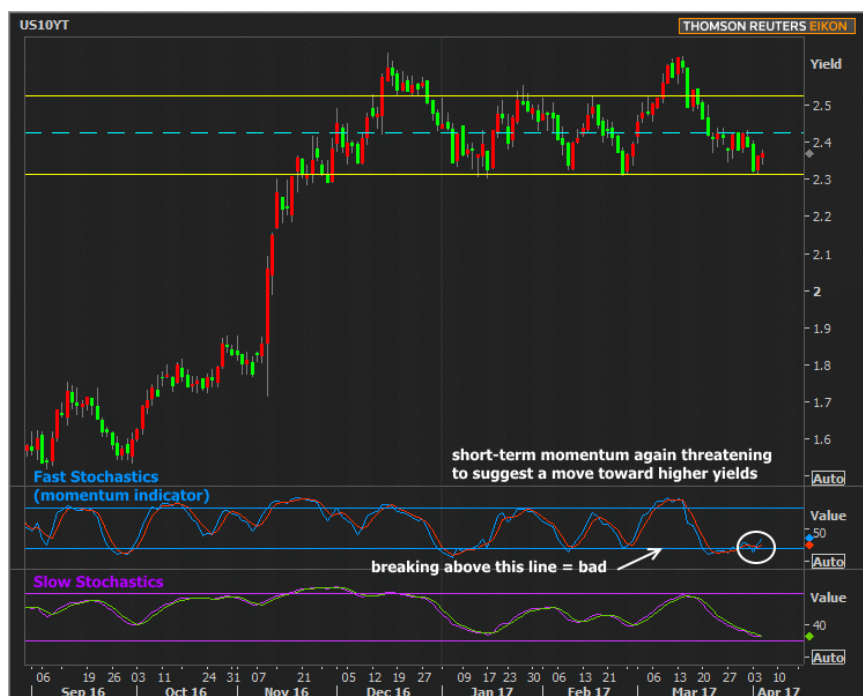 US10YT
THOMSON REUTERS EIKON
Yield
2.5
2.4
2.3
2.2
2.1
2
1.9
1.8
1.7
1.6
short-term momentum again threatening
to suggest a move toward higher yields
Auto
Fast Stochastics
(momentum indicator)
Value
50
breaking above this line = bad
Auto
Slow Stochastics
Value
40
Auto
06 19 26 03 11 24 31 07 21 05 12 19 27 09 17 23 30 06 13 21 06 13 20 27 03 10
Sep 16 Oct 16 Nov 16 Dec 16 Jan 17 Feb 17 Mar 17 Apr 17